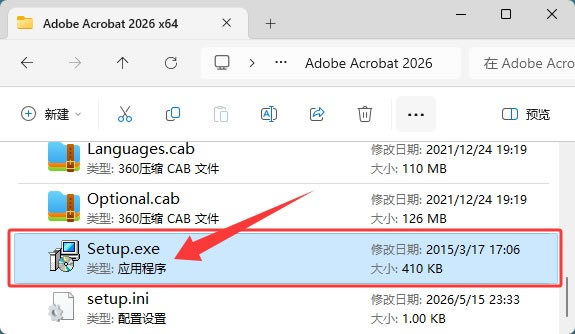 Adobe Acrobat 2026 x64
Adobe Acrobat 2026
在 Adobe Acro
新建
预览
Languages.cab
修改日期: 2021/12/24 19:19
类型: 360压缩 CAB 文件
大小: 110 MB
Optional.cab
修改日期: 2021/12/24 19:19
类型: 360压缩 CAB 文件
大小: 126 MB
Setup.exe
修改日期: 2015/3/17 17:06
类型: 应用程序
大小: 410 KB
setup.ini
修改日期: 2026/5/15 23:33
类型: 配置设置
大小: 1.00 KB